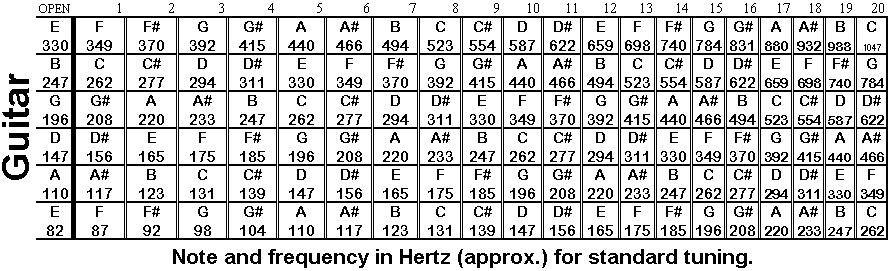 OPEN 1 2 3 4 5 6 7 8 9 10 11 12 13 14 15 16 17 18 19 20
E F F# G G# A A# B C C# D D# E F F# G G# A A# B C
330 349 370 392 415 440 466 494 523 554 587 622 659 698 740 784 831 880 932 988 1047
B C C# D D# E F F# G G# A A# B C C# D D# E F F# G
247 262 277 294 311 330 349 370 392 415 440 466 494 523 554 587 622 659 698 740 784
G G# A A# B C C# D D# E F F# G G# A A# B C C# D D#
196 208 220 233 247 262 277 294 311 330 349 370 392 415 440 466 494 523 554 587 622
D D# E F F# G G# A A# B C C# D D# E F F# G G# A A#
147 156 165 175 185 196 208 220 233 247 262 277 294 311 330 349 370 392 415 440 466
A A# B C C# D D# E F F# G G# A A# B C C# D D# E F
110 117 123 131 139 147 156 165 175 185 196 208 220 233 247 262 277 294 311 330 349
E F F# G G# A A# B C C# D D# E F F# G G# A A# B C
82 87 92 98 104 110 117 123 131 139 147 156 165 175 185 196 208 220 233 247 262
Guitar
Note and frequency in Hertz (approx.) for standard tuning.